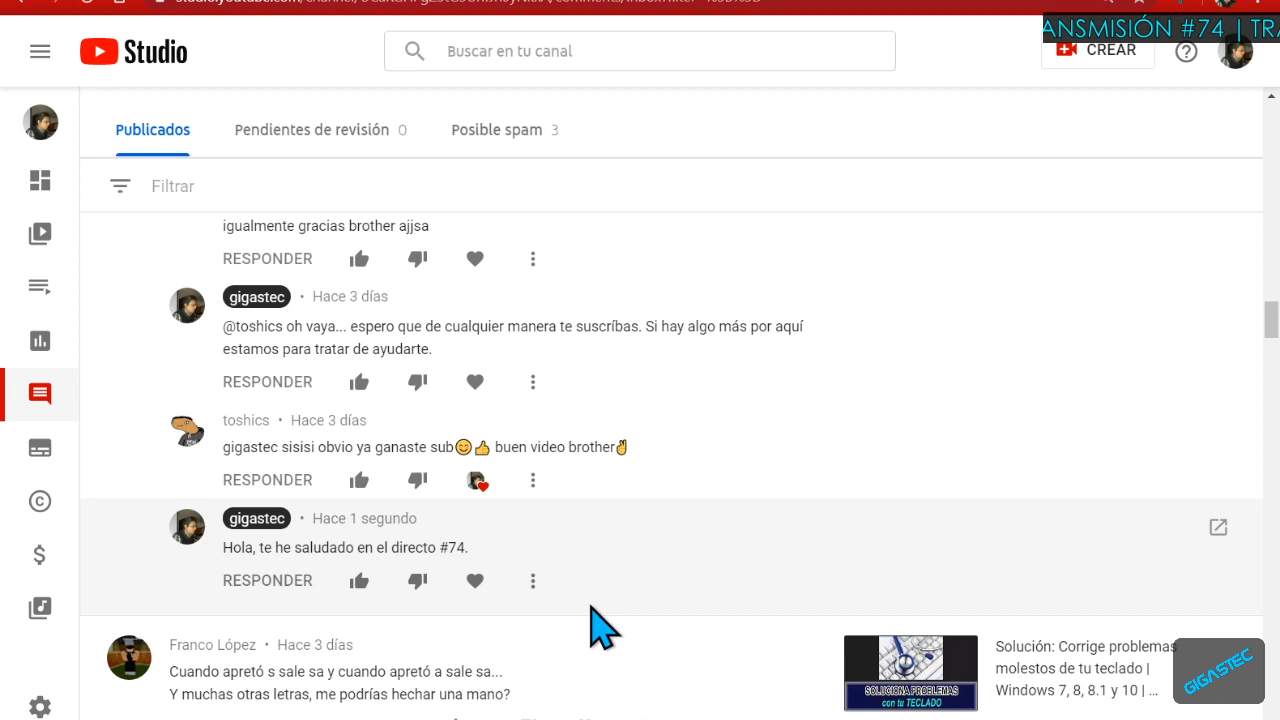 ANSMISIÓN #74 | TRA
Studio
Buscar en tu canal
CREAR
Publicados
Pendientes de revisión 0
Posible spam 3
Filtrar
igualmente gracias brother ajjsa
RESPONDER
gigastec • Hace 3 días
@toshics oh vaya... espero que de cualquier manera te suscríbas. Si hay algo más por aquí
estamos para tratar de ayudarte.
RESPONDER
toshics • Hace 3 días
gigastec sisisi obvio ya ganaste sub😊👍 buen video brother✌
RESPONDER
gigastec • Hace 1 segundo
Hola, te he saludado en el directo #74.
RESPONDER
Franco López • Hace 3 días
Cuando apretó s sale sa y cuando apretó a sale sa...
Y muchas otras letras, me podrías hechar una mano?
SOLUCIONA PROBLEMAS
con tu TECLADO
Solución: Corrige problemas
molestos de tu teclado |
Windows 7, 8, 8.1 y 10 | ...
GIGASTEC